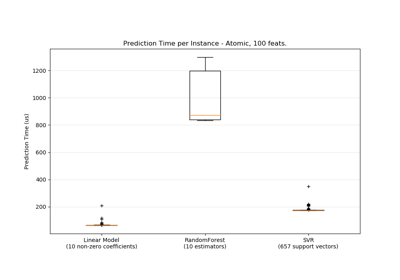 Prediction Time per Instance - Atomic, 100 feats.
Prediction Time (us)
1200
1000
800
600
400
200
Linear Model
(10 non-zero coefficients)
RandomForest
(10 estimators)
SVR
(657 support vectors)